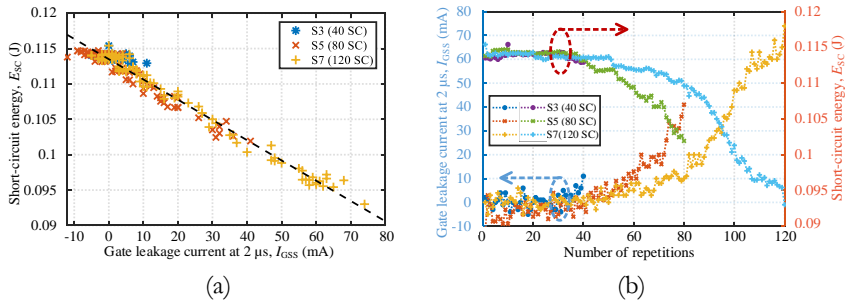 (a)
Short-circuit energy, E_SC (J)
0.12
0.115
0.11
0.105
0.1
0.095
0.09
S3 (40 SC)
S5 (80 SC)
S7 (120 SC)
-10 0 10 20 30 40 50 60 70 80
Gate leakage current at 2 µs, I_GSS (mA)
(a)
(b)
Gate leakage current at 2 µs, I_GSS (mA)
80
70
60
50
40
30
20
10
0
-10
S3 (40 SC)
S5 (80 SC)
S7(120 SC)
0.12
0.115
0.11
0.105
0.1
0.095
0.09
Short-circuit energy, E_SC (J)
0 20 40 60 80 100 120
Number of repetitions
(b)